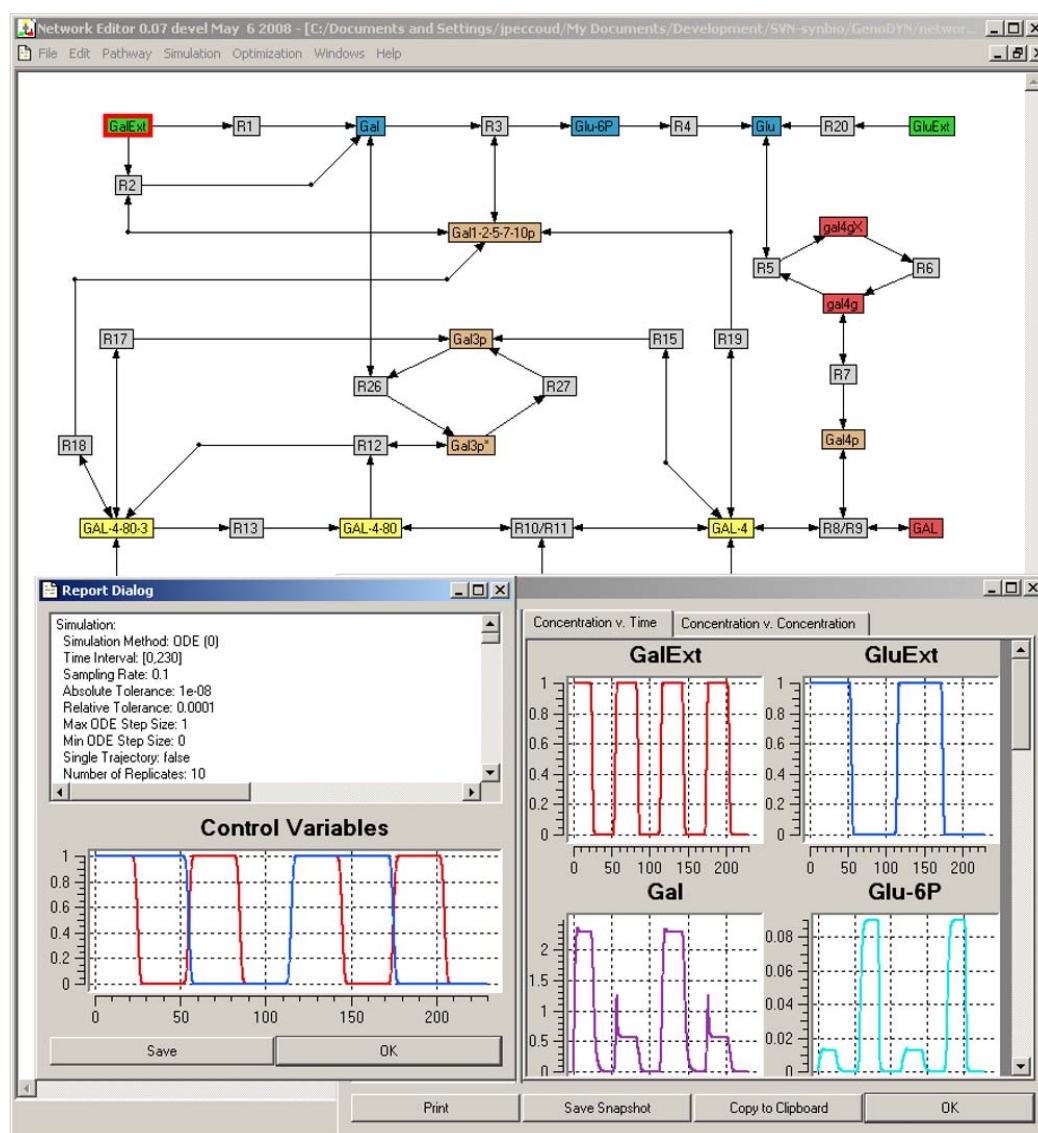 Network Editor 0.07 devel May 6 2008 - [C:/Documents and Settings/jpeccoud/My Documents/Development/SVN-synbio/GenoDYN/networ...
File Edit Pathway Simulation Optimization Windows Help
GalExt R1 Gal R3 Glu-6P R4 Glu R20 GluExt
R2
Gal1-2-5-7-10p gal4gX
R5 R6
gal4g
R17 Gal3p R15 R19
R26 R27 R7
R18 R12 Gal3p* Gal4p
GAL-4-80-3 R13 GAL-4-80 R10/R11 GAL-4 R8/R9 GAL
Report Dialog
Simulation:
Simulation Method: ODE (0)
Time Interval: [0,230]
Sampling Rate: 0.1
Absolute Tolerance: 1e-08
Relative Tolerance: 0.0001
Max ODE Step Size: 1
Min ODE Step Size: 0
Single Trajectory: false
Number of Replicates: 10
Control Variables
1
0.8
0.6
0.4
0.2
0
0 50 100 150 200
Save OK
Concentration v. Time Concentration v. Concentration
GalExt GluExt
1 1
0.8 0.8
0.6 0.6
0.4 0.4
0.2 0.2
0 0
0 50 100 150 200 0 50 100 150 200
Gal Glu-6P
2 0.08
1.5 0.06
1 0.04
0.5 0.02
0 0
Print Save Snapshot Copy to Clipboard OK